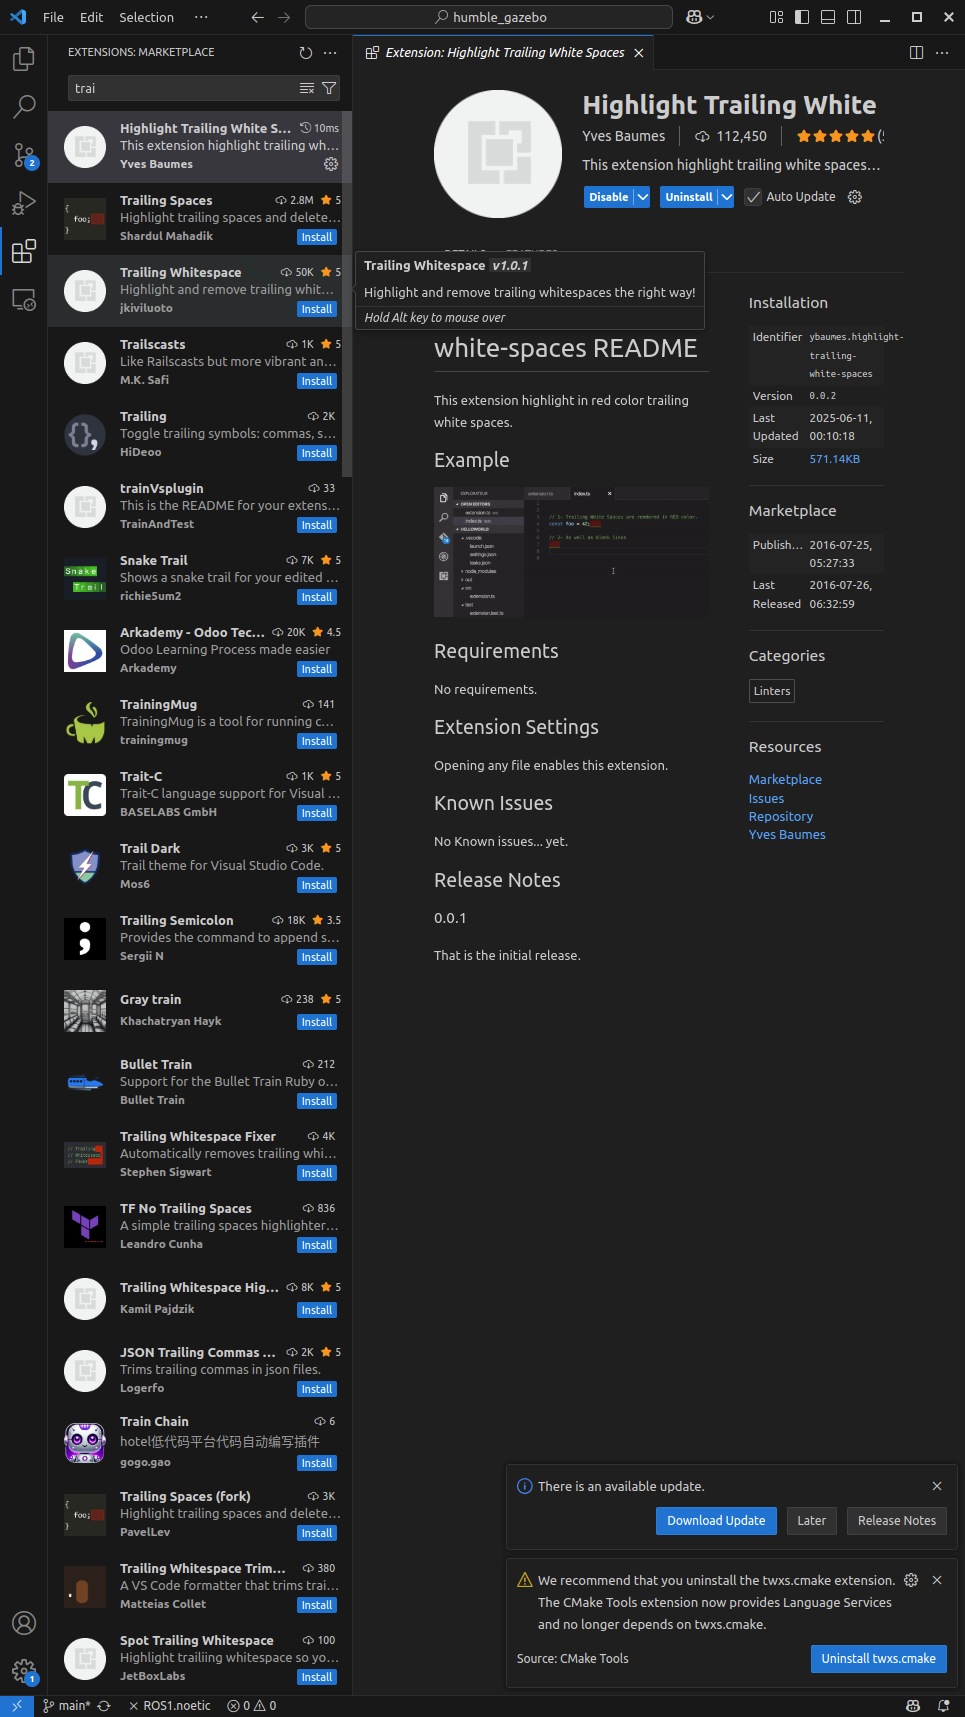 File Edit Selection ··· humble_gazebo
EXTENSIONS: MARKETPLACE
trai
Highlight Trailing White S... 10ms
This extension highlight trailing wh...
Yves Baumes
Trailing Spaces 2.8M 5
Highlight trailing spaces and delete...
Shardul Mahadik Install
Trailing Whitespace 50K 5
Highlight and remove trailing whit...
jkiviluoto Install
Trailscasts 1K 5
Like Railscasts but more vibrant an...
M.K. Safi Install
Trailing 2K
Toggle trailing symbols: commas, s...
HiDeoo Install
trainVsplugin 33
This is the README for your extens...
TrainAndTest Install
Snake Trail 7K 5
Shows a snake trail for your edited ...
richie5um2 Install
Arkademy - Odoo Tec... 20K 4.5
Odoo Learning Process made easier
Arkademy Install
TrainingMug 141
TrainingMug is a tool for running c...
trainingmug Install
Trait-C 1K 5
Trait-C language support for Visual ...
BASELABS GmbH Install
Trail Dark 3K 5
Trail theme for Visual Studio Code.
Mos6 Install
Trailing Semicolon 18K 3.5
Provides the command to append s...
Sergii N Install
Gray train 238 5
Khachatryan Hayk Install
Bullet Train 212
Support for the Bullet Train Ruby o...
Bullet Train Install
Trailing Whitespace Fixer 4K
Automatically removes trailing whi...
Stephen Sigwart Install
TF No Trailing Spaces 836
A simple trailing spaces highlighter...
Leandro Cunha Install
Trailing Whitespace Hig... 8K 5
Kamil Pajdzik Install
JSON Trailing Commas ... 2K 5
Trims trailing commas in json files.
Logerfo Install
Train Chain 6
hotel低代码平台代码自动编写插件
gogo.gao Install
Trailing Spaces (fork) 3K
Highlight trailing spaces and delete...
PavelLev Install
Trailing Whitespace Trim... 380
A VS Code formatter that trims trai...
Matteias Collet Install
Spot Trailing Whitespace 100
Highlight trailiing whitespace so yo...
JetBoxLabs Install
Extension: Highlight Trailing White Spaces
Highlight Trailing White
Yves Baumes 112,450 (5
This extension highlight trailing white spaces...
Disable Uninstall Auto Update
Trailing Whitespace v1.0.1
Highlight and remove trailing whitespaces the right way!
Hold Alt key to mouse over
white-spaces README
This extension highlight in red color trailing
white spaces.
Example
Requirements
No requirements.
Extension Settings
Opening any file enables this extension.
Known Issues
No Known issues... yet.
Release Notes
0.0.1
That is the initial release.
Installation
Identifier ybaumes.highlight-
trailing-
white-spaces
Version 0.0.2
Last 2025-06-11,
Updated 00:10:18
Size 571.14KB
Marketplace
Publish... 2016-07-25,
05:27:33
Last 2016-07-26,
Released 06:32:59
Categories
Linters
Resources
Marketplace
Issues
Repository
Yves Baumes
There is an available update.
Download Update Later Release Notes
We recommend that you uninstall the twxs.cmake extension.
The CMake Tools extension now provides Language Services
and no longer depends on twxs.cmake.
Source: CMake Tools Uninstall twxs.cmake
main* ROS1.noetic 0 0